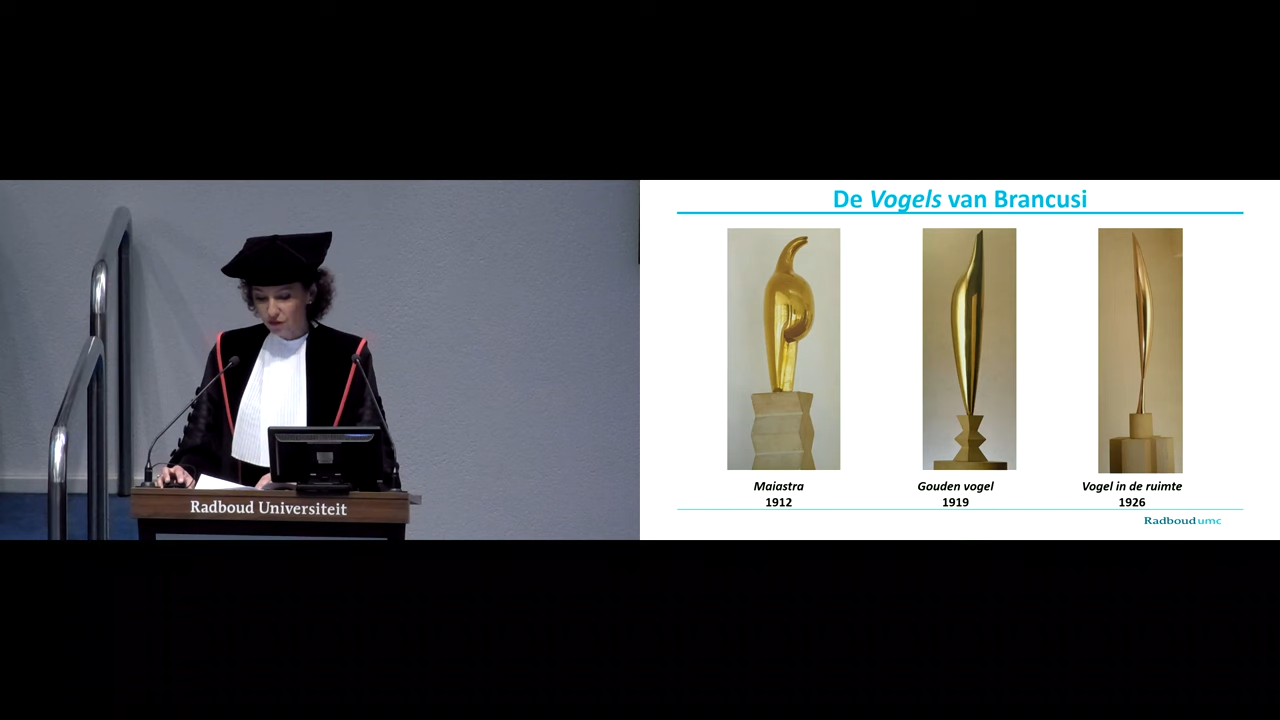 Radboud Universiteit
De Vogels van Brancusi
Maiastra
1912
Gouden vogel
1919
Vogel in de ruimte
1926
Radboudumc